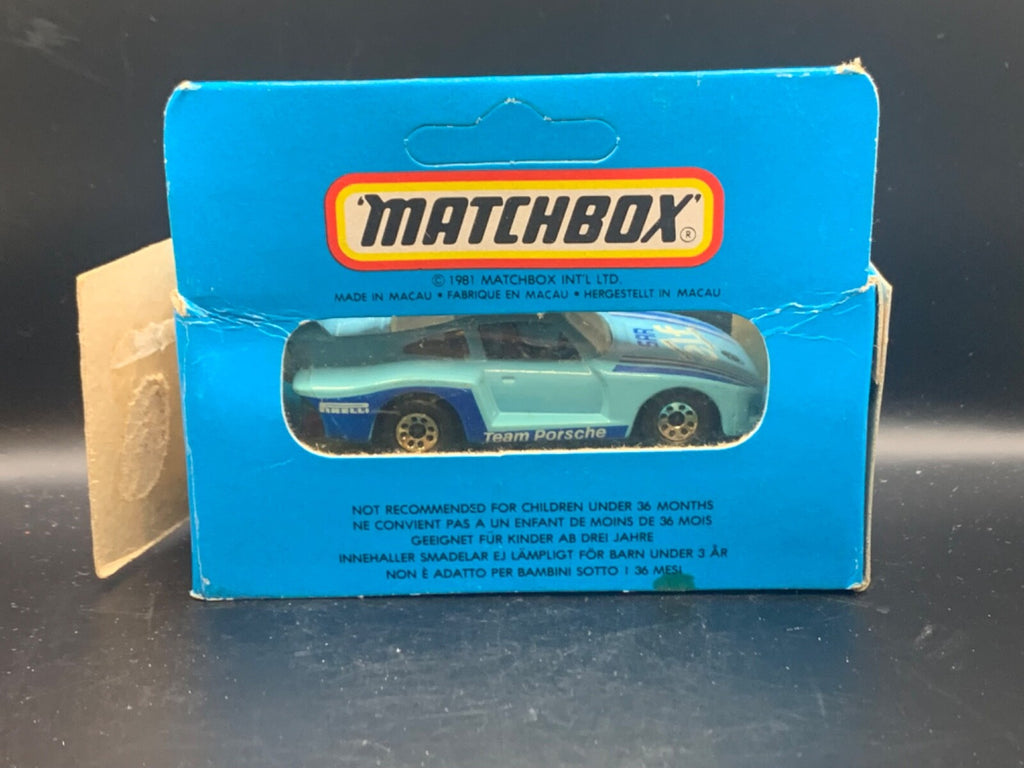 'MATCHBOX' ®
© 1981 MATCHBOX INT'L LTD.
MADE IN MACAU • FABRIQUE EN MACAU • HERGESTELLT IN MACAU
PIRELLI
Team Porsche
NOT RECOMMENDED FOR CHILDREN UNDER 36 MONTHS
NE CONVIENT PAS A UN ENFANT DE MOINS DE 36 MOIS
GEEIGNET FÜR KINDER AB DREI JAHRE
INNEHALLER SMADELAR EJ LÄMPLIGT FÖR BARN UNDER 3 ÅR
NON È ADATTO PER BAMBINI SOTTO I 36 MESI